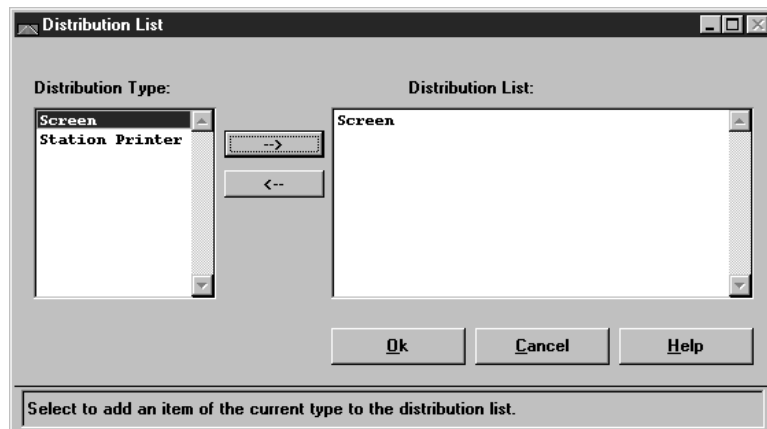 Distribution List
Distribution Type:
Distribution List:
Screen
Station Printer
-->
<--
Screen
Ok
Cancel
Help
Select to add an item of the current type to the distribution list.